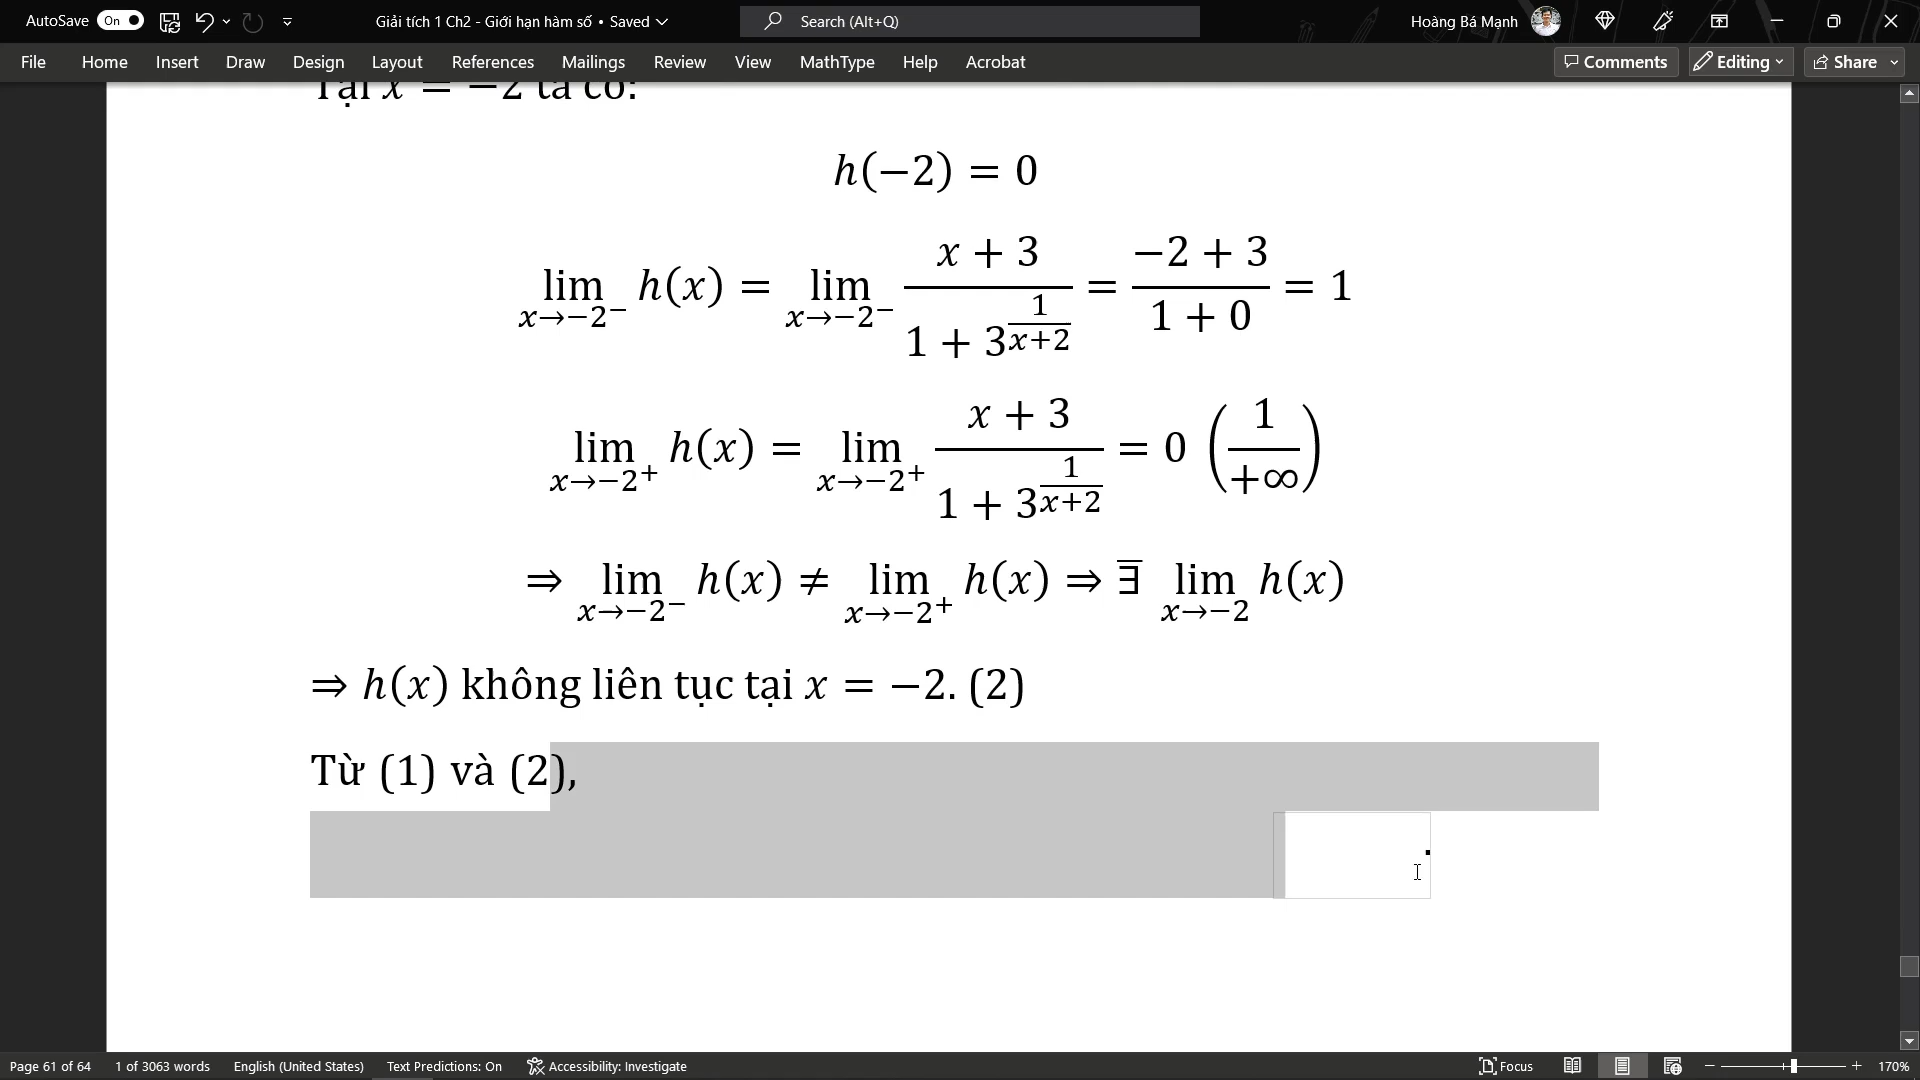 AutoSave On Giải tích 1 Ch2 - Giới hạn hàm số • Saved Search (Alt+Q) Hoàng Bá Mạnh
File Home Insert Draw Design Layout References Mailings Review View MathType Help Acrobat Comments Editing Share
Tại x = −2 ta có:
h(−2) = 0
lim_{x→−2⁻} h(x) = lim_{x→−2⁻} (x + 3)/(1 + 3^{1/(x+2)}) = (−2 + 3)/(1 + 0) = 1
lim_{x→−2⁺} h(x) = lim_{x→−2⁺} (x + 3)/(1 + 3^{1/(x+2)}) = 0 (1/+∞)
⇒ lim_{x→−2⁻} h(x) ≠ lim_{x→−2⁺} h(x) ⇒ ∃̅ lim_{x→−2} h(x)
⇒ h(x) không liên tục tại x = −2. (2)
Từ (1) và (2),
.
Page 61 of 64 1 of 3063 words English (United States) Text Predictions: On Accessibility: Investigate Focus 170%